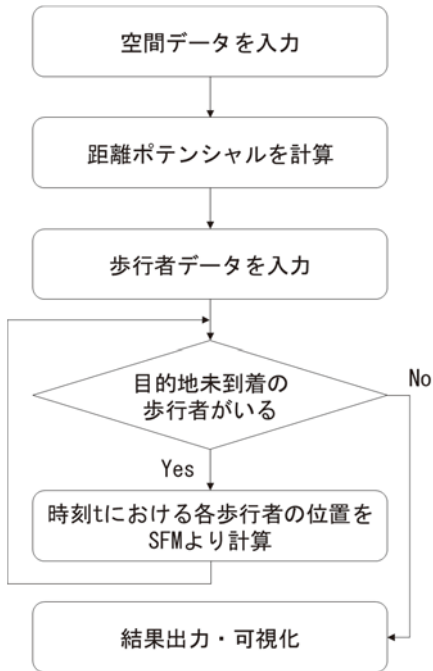 空間データを入力
距離ポテンシャルを計算
歩行者データを入力
目的地未到着の
歩行者がいる
No
Yes
時刻tにおける各歩行者の位置を
SFMより計算
結果出力・可視化